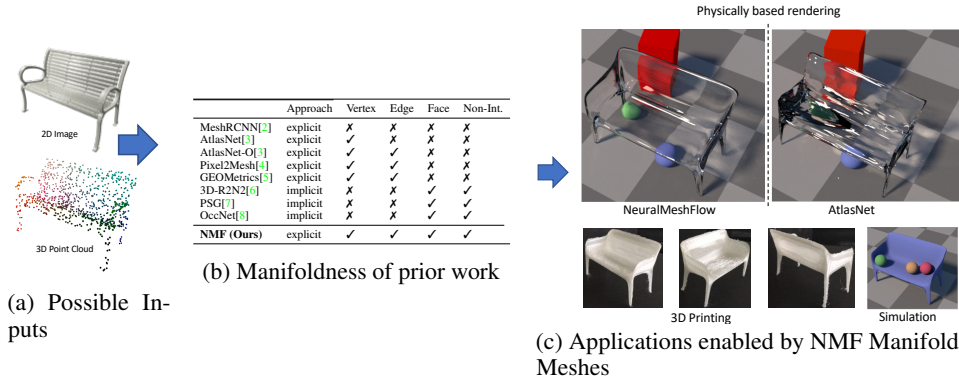 2D Image
3D Point Cloud
(a) Possible In-
puts
Approach Vertex Edge Face Non-Int.
MeshRCNN[2] explicit ✗ ✗ ✗ ✗
AtlasNet[3] explicit ✓ ✗ ✗ ✗
AtlasNet-O[3] explicit ✓ ✓ ✗ ✗
Pixel2Mesh[4] explicit ✓ ✓ ✗ ✗
GEOMetrics[5] explicit ✓ ✓ ✗ ✗
3D-R2N2[6] implicit ✗ ✗ ✓ ✓
PSG[7] implicit ✗ ✗ ✓ ✓
OccNet[8] implicit ✗ ✗ ✓ ✓
NMF (Ours) explicit ✓ ✓ ✓ ✓
(b) Manifoldness of prior work
Physically based rendering
NeuralMeshFlow AtlasNet
3D Printing Simulation
(c) Applications enabled by NMF Manifold
Meshes